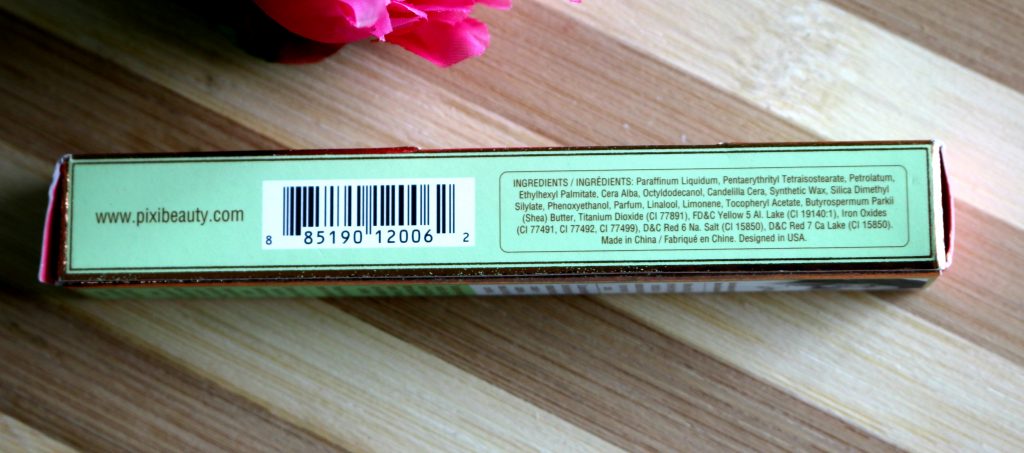 www.pixibeauty.com
8 85190 12006 2
INGREDIENTS / INGRÉDIENTS: Paraffinum Liquidum, Pentaerythrityl Tetraisostearate, Petrolatum,
Ethylhexyl Palmitate, Cera Alba, Octyldodecanol, Candelilla Cera, Synthetic Wax, Silica Dimethyl
Silylate, Phenoxyethanol, Parfum, Linalool, Limonene, Tocopheryl Acetate, Butyrospermum Parkii
(Shea) Butter, Titanium Dioxide (CI 77891), FD&C Yellow 5 Al. Lake (CI 19140:1), Iron Oxides
(CI 77491, CI 77492, CI 77499), D&C Red 6 Na. Salt (CI 15850), D&C Red 7 Ca Lake (CI 15850).
Made in China / Fabriqué en Chine. Designed in USA.